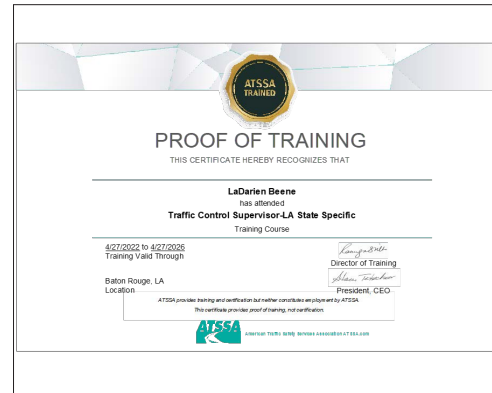 ATSSA
TRAINED
PROOF OF TRAINING
THIS CERTIFICATE HEREBY RECOGNIZES THAT
LaDarien Beene
has attended
Traffic Control Supervisor-LA State Specific
Training Course
4/27/2022 to 4/27/2026
Training Valid Through
Director of Training
Baton Rouge, LA
Location
President, CEO
ATSSA provides training and certification but neither constitutes employment by ATSSA.
This certificate provides proof of training, not certification.
ATSSA
American Traffic Safety Services Association ATSSA.com